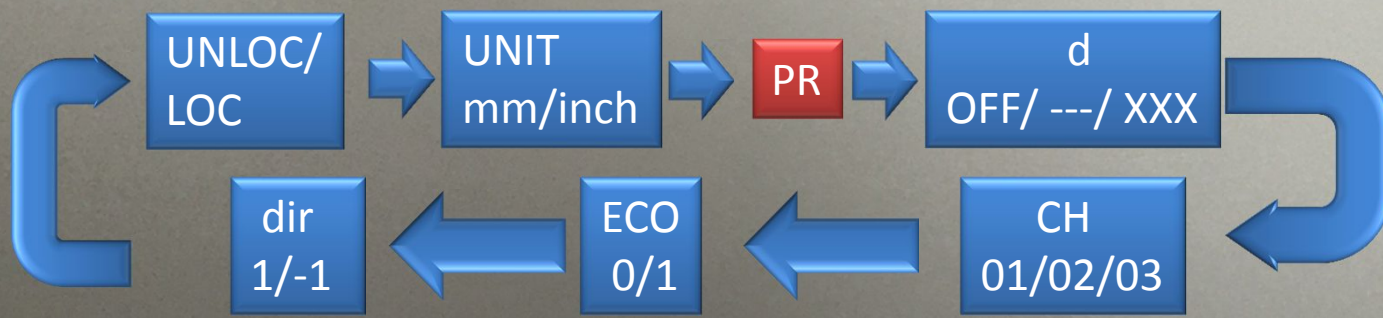 UNLOC/
LOC
UNIT
mm/inch
PR
d
OFF/ ---/ XXX
CH
01/02/03
ECO
0/1
dir
1/-1